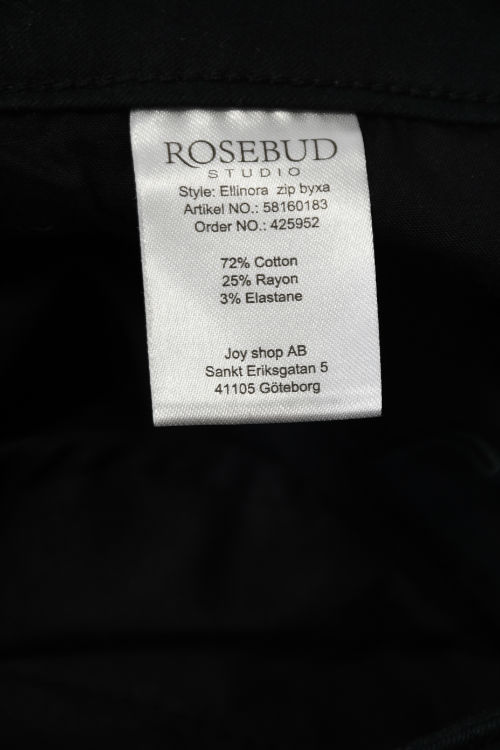 ROSEBUD
STUDIO
Style: Ellinora zip byxa
Artikel NO.: 58160183
Order NO.: 425952
72% Cotton
25% Rayon
3% Elastane
Joy shop AB
Sankt Eriksgatan 5
41105 Göteborg